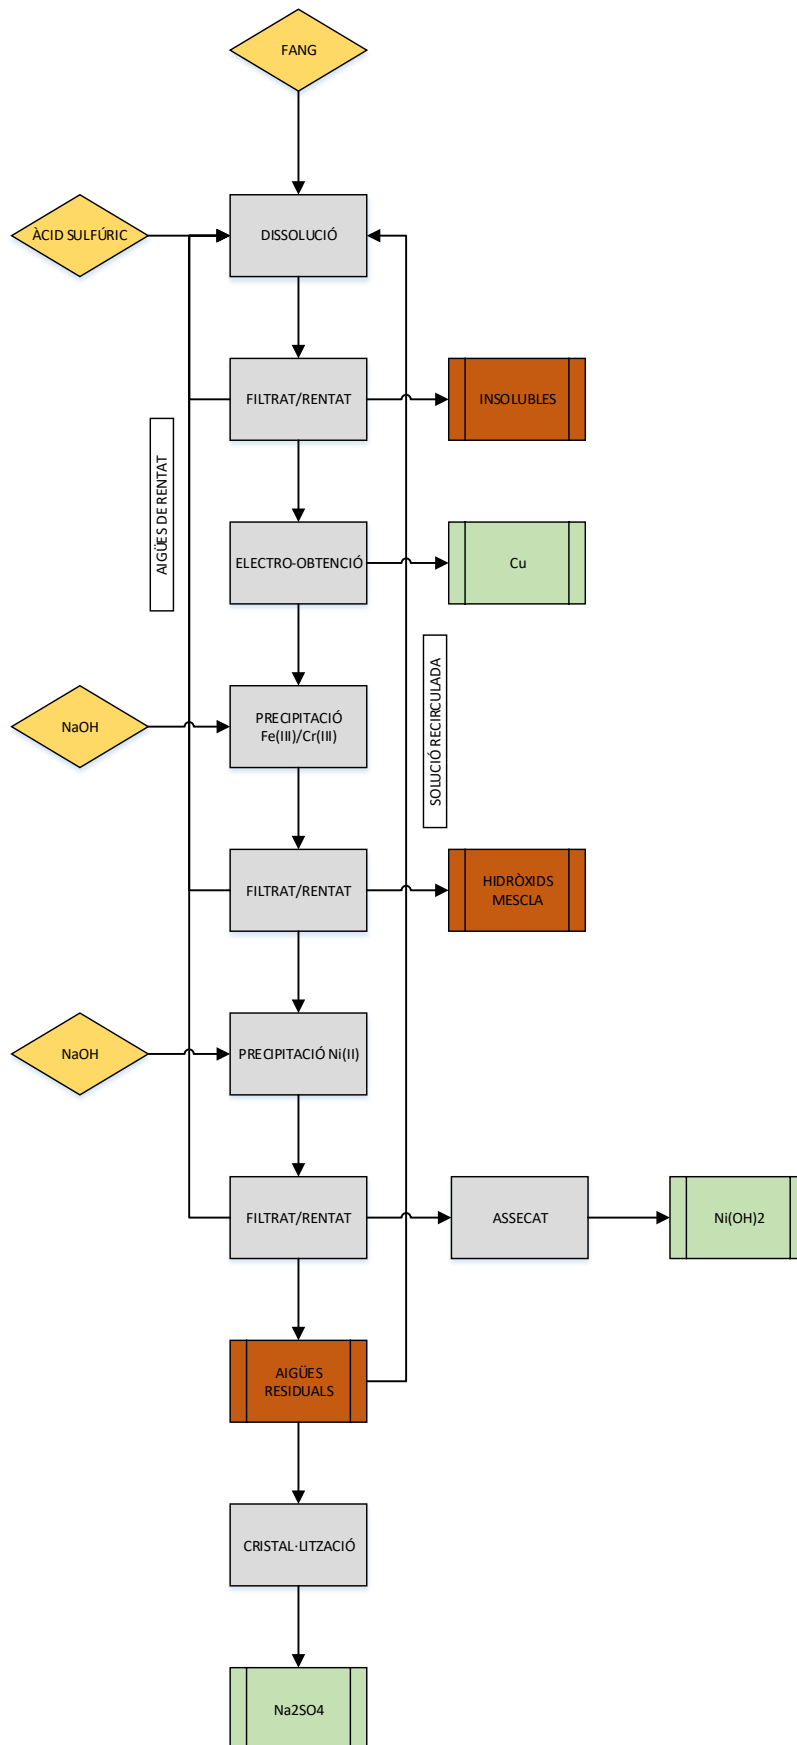 FANG
ÀCID SULFÚRIC
DISSOLUCIÓ
FILTRAT/RENTAT
INSOLUBLES
AIGÜES DE RENTAT
ELECTRO-OBTENCIÓ
Cu
SOLUCIÓ RECIRCULADA
NaOH
PRECIPITACIÓ
Fe(III)/Cr(III)
FILTRAT/RENTAT
HIDRÒXIDS
MESCLA
NaOH
PRECIPITACIÓ Ni(II)
FILTRAT/RENTAT
ASSECAT
Ni(OH)2
AIGÜES
RESIDUALS
CRISTAL·LITZACIÓ
Na2SO4